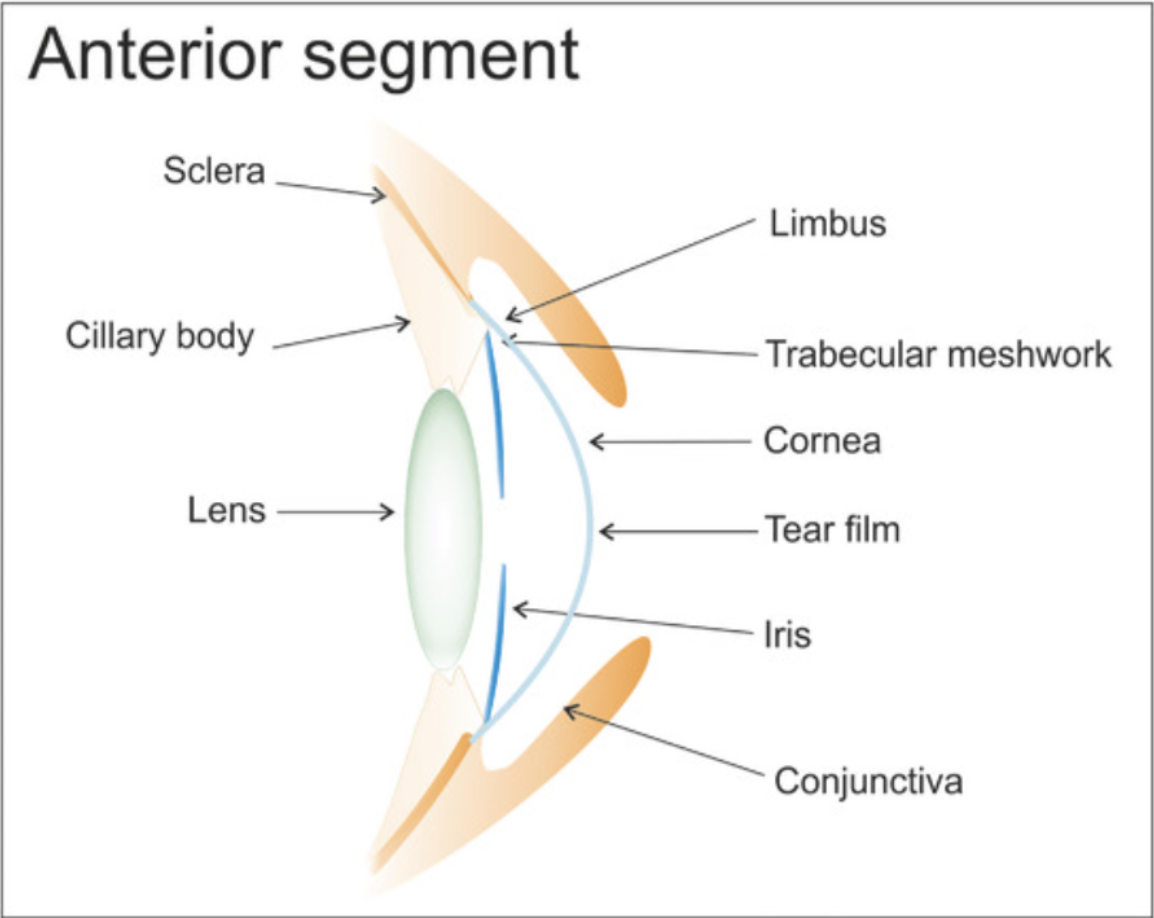 Anterior segment
Sclera
Limbus
Cillary body
Trabecular meshwork
Cornea
Lens
Tear film
Iris
Conjunctiva